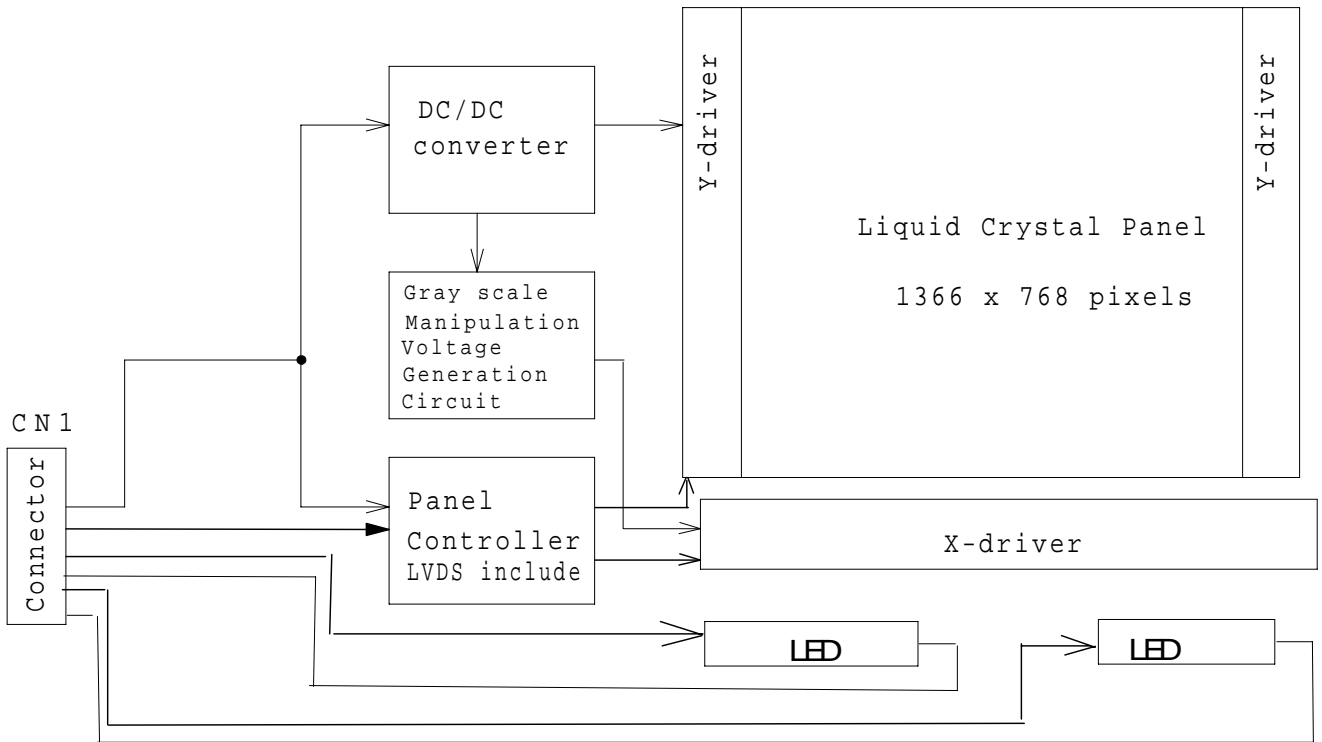 DC/DC
converter
Y-driver
Y-driver
Liquid Crystal Panel
1366 x 768 pixels
Gray scale
Manipulation
Voltage
Generation
Circuit
CN1
Connector
Panel
Controller
LVDS include
X-driver
LED
LED